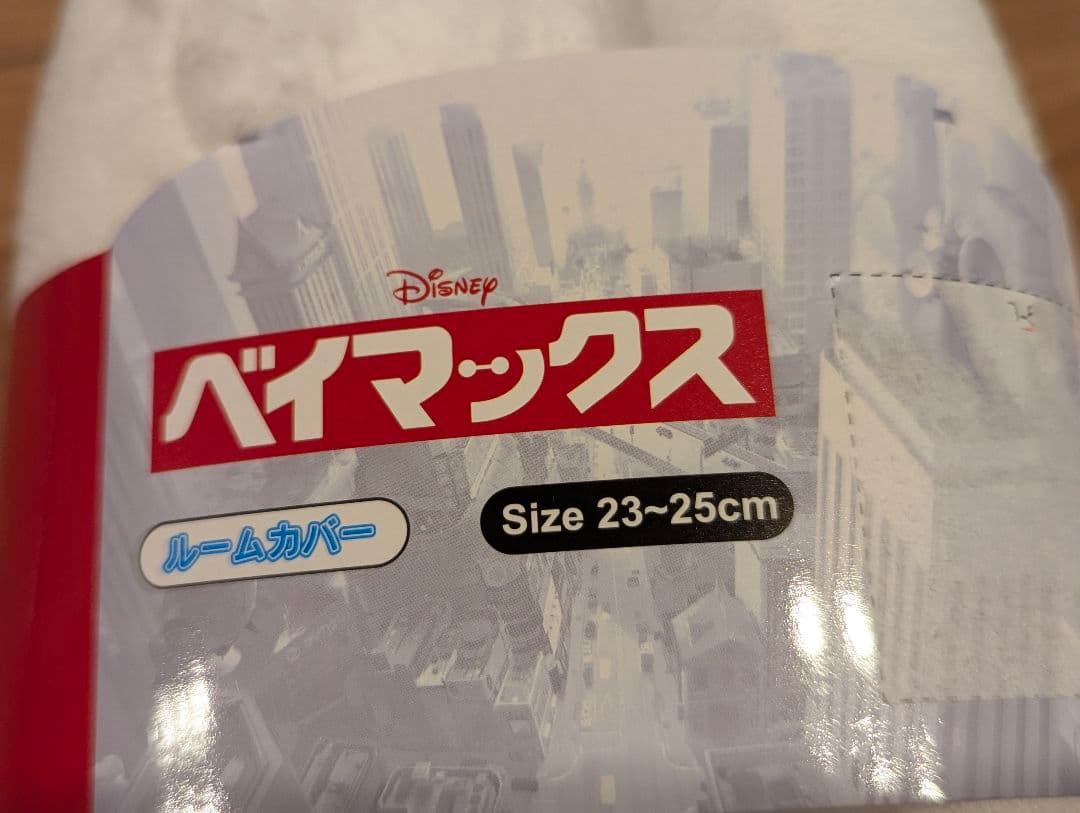 Disney
ベイマックス
ルームカバー
Size 23~25cm